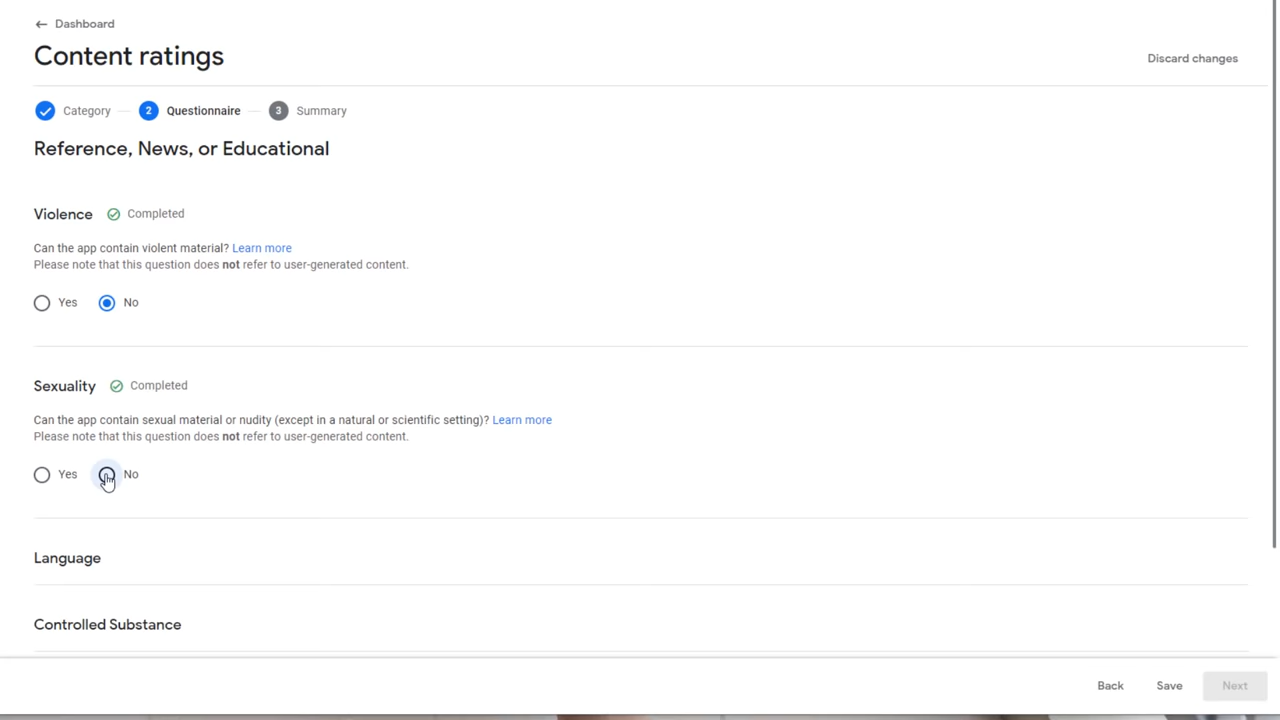 Dashboard
Content ratings
Discard changes
Category
2 Questionnaire
3 Summary
Reference, News, or Educational
Violence Completed
Can the app contain violent material? Learn more
Please note that this question does not refer to user-generated content.
Yes No
Sexuality Completed
Can the app contain sexual material or nudity (except in a natural or scientific setting)? Learn more
Please note that this question does not refer to user-generated content.
Yes No
Language
Controlled Substance
Back Save Next